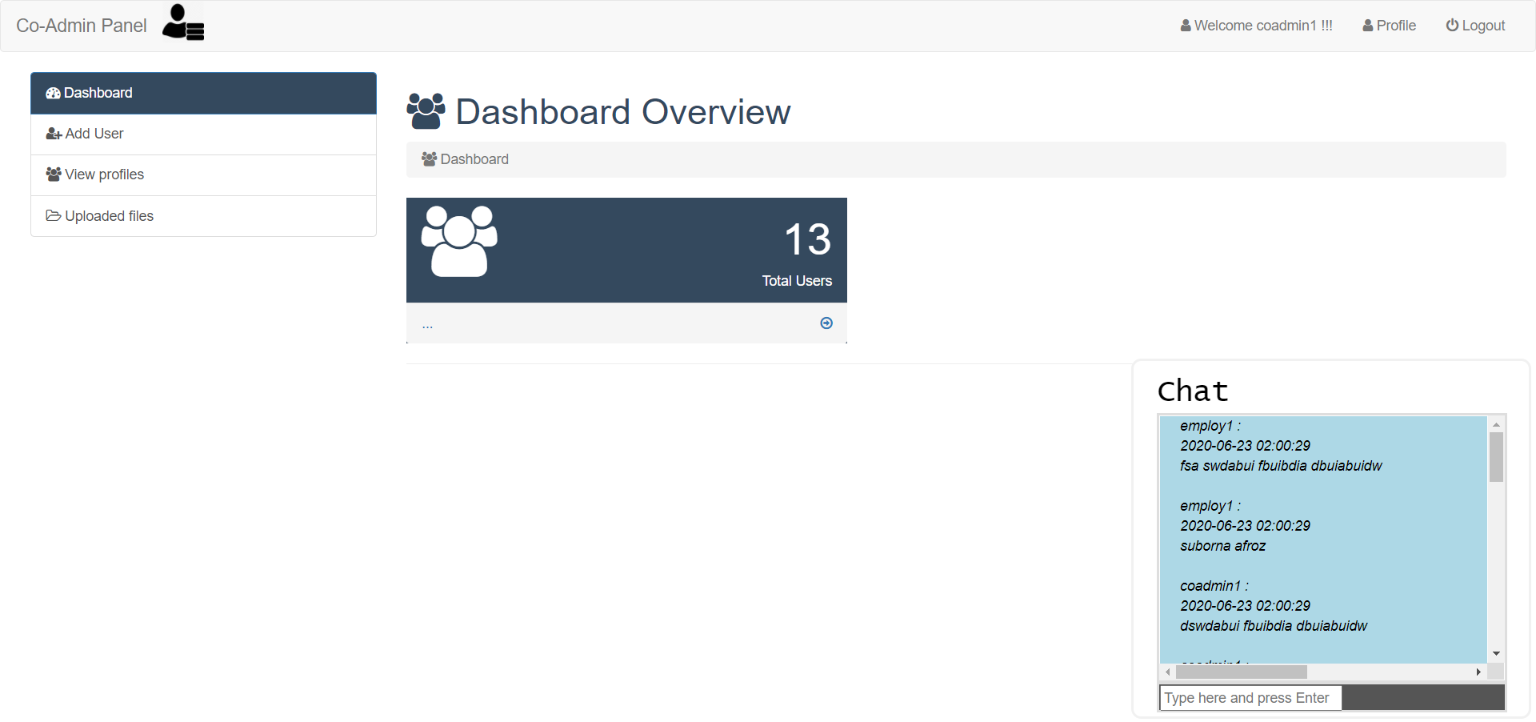 Co-Admin Panel
Welcome coadmin1 !!!
Profile
Logout
Dashboard
Add User
View profiles
Uploaded files
Dashboard Overview
Dashboard
13
Total Users
...
Chat
employ1 :
2020-06-23 02:00:29
fsa swdabui fbuibdia dbuiabuidw
employ1 :
2020-06-23 02:00:29
suborna afroz
coadmin1 :
2020-06-23 02:00:29
dswdabui fbuibdia dbuiabuidw
Type here and press Enter